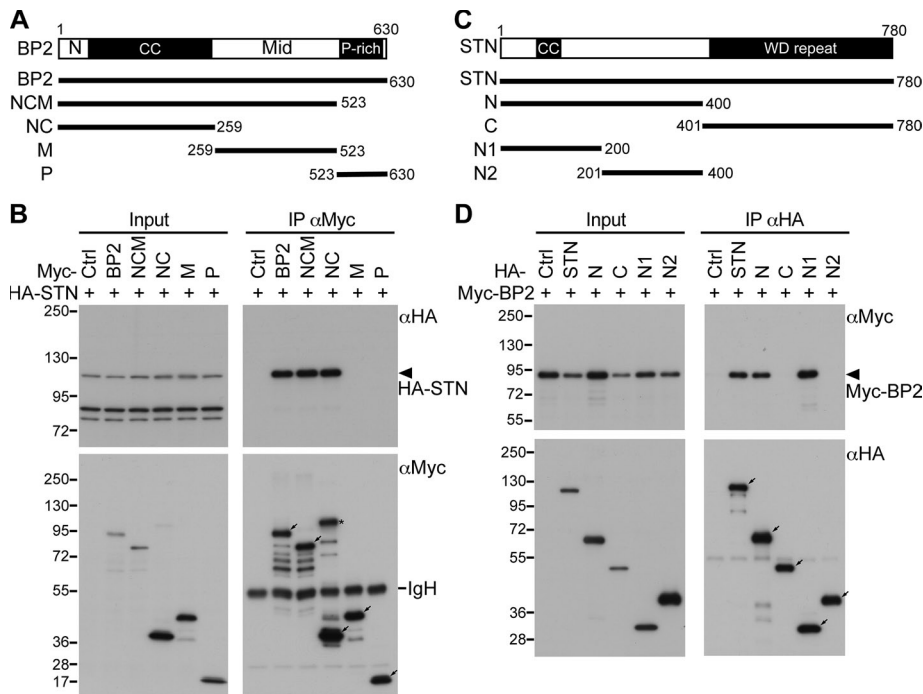 A
1 630
BP2 N CC Mid P-rich
BP2 630
NCM 523
NC 259
M 259 523
P 523 630
B
Input IP αMyc
Myc- Ctrl BP2 NCM NC M P Ctrl BP2 NCM NC M P
HA-STN + + + + + + + + + + + +
250 αHA
130
HA-STN
95
72
250 αMyc
130
95 *
72
55 IgH
36
28
17
C
1 780
STN CC WD repeat
STN 780
N 400
C 401 780
N1 200
N2 201 400
D
Input IP αHA
HA- Ctrl STN N C N1 N2 Ctrl STN N C N1 N2
Myc-BP2 + + + + + + + + + + + +
250 αMyc
130
95
Myc-BP2
72
55
250 αHA
130
95
72
55
36
28